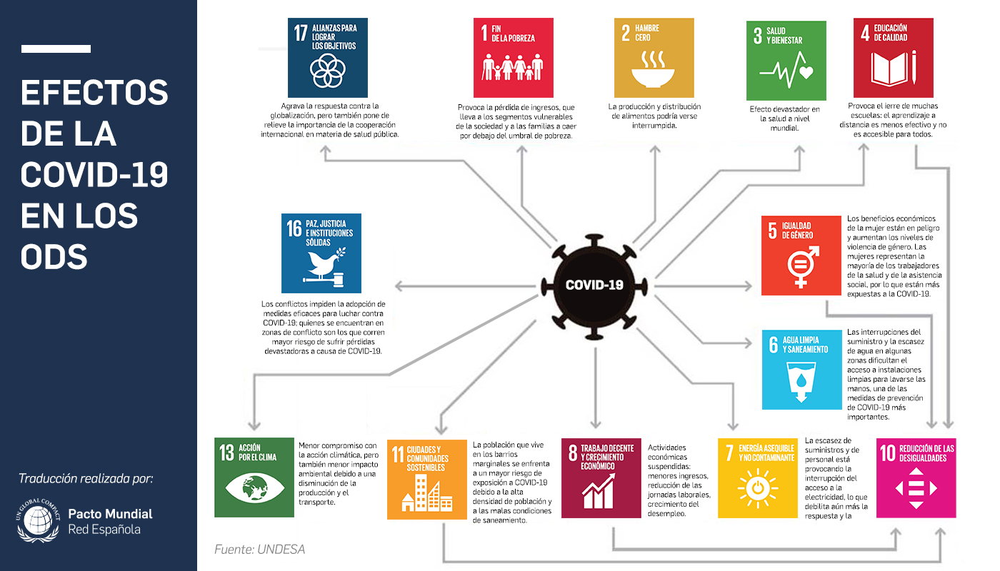 EFECTOS
DE LA
COVID-19
EN LOS
ODS
Traducción realizada por:
UN GLOBAL COMPACT
Pacto Mundial
Red Española
17 ALIANZAS PARA
LOGRAR
LOS OBJETIVOS
Agrava la respuesta contra la
globalización, pero también pone de
relieve la importancia de la cooperación
internacional en materia de salud pública.
1 FIN
DE LA POBREZA
Provoca la pérdida de ingresos, que
lleva a los segmentos vulnerables
de la sociedad y a las familias a caer
por debajo del umbral de pobreza.
2 HAMBRE
CERO
La producción y distribución
de alimentos podría verse
interrumpida.
3 SALUD
Y BIENESTAR
Efecto devastador en
la salud a nivel
mundial.
4 EDUCACIÓN
DE CALIDAD
Provoca el ierre de muchas
escuelas: el aprendizaje a
distancia es menos efectivo y no
es accesible para todos.
16 PAZ, JUSTICIA
E INSTITUCIONES
SÓLIDAS
Los conflictos impiden la adopción de
medidas eficaces para luchar contra
COVID-19; quienes se encuentran en
zonas de conflicto son los que corren
mayor riesgo de sufrir pérdidas
devastadoras a causa de COVID-19.
COVID-19
5 IGUALDAD
DE GÉNERO
Los beneficios económicos
de la mujer están en peligro
y aumentan los niveles de
violencia de género. Las
mujeres representan la
mayoría de los trabajadores
de la salud y de la asistencia
social, por lo que están más
expuestas a la COVID-19.
6 AGUA LIMPIA
Y SANEAMIENTO
Las interrupciones del
suministro y la escasez
de agua en algunas
zonas dificultan el
acceso a instalaciones
limpias para lavarse las
manos, una de las
medidas de prevención
de COVID-19 más
importantes.
13 ACCIÓN
POR EL CLIMA
Menor compromiso con
la acción climática, pero
también menor impacto
ambiental debido a una
disminución de la
producción y el
transporte.
11 CIUDADES Y
COMUNIDADES
SOSTENIBLES
La población que vive
en los barrios
marginales se enfrenta
a un mayor riesgo de
exposición a COVID-19
debido a la alta
densidad de población y
a las malas condiciones
de saneamiento.
8 TRABAJO DECENTE
Y CRECIMIENTO
ECONÓMICO
Actividades
económicas
suspendidas:
menores ingresos,
reducción de las
jornadas laborales,
crecimiento del
desempleo.
7 ENERGÍA ASEQUIBLE
Y NO CONTAMINANTE
La escasez de
suministros y de
personal está
provocando la
interrupción del
acceso a la
electricidad, lo que
debilita aún más la
respuesta y la
10 REDUCCIÓN DE LAS
DESIGUALDADES
Fuente: UNDESA